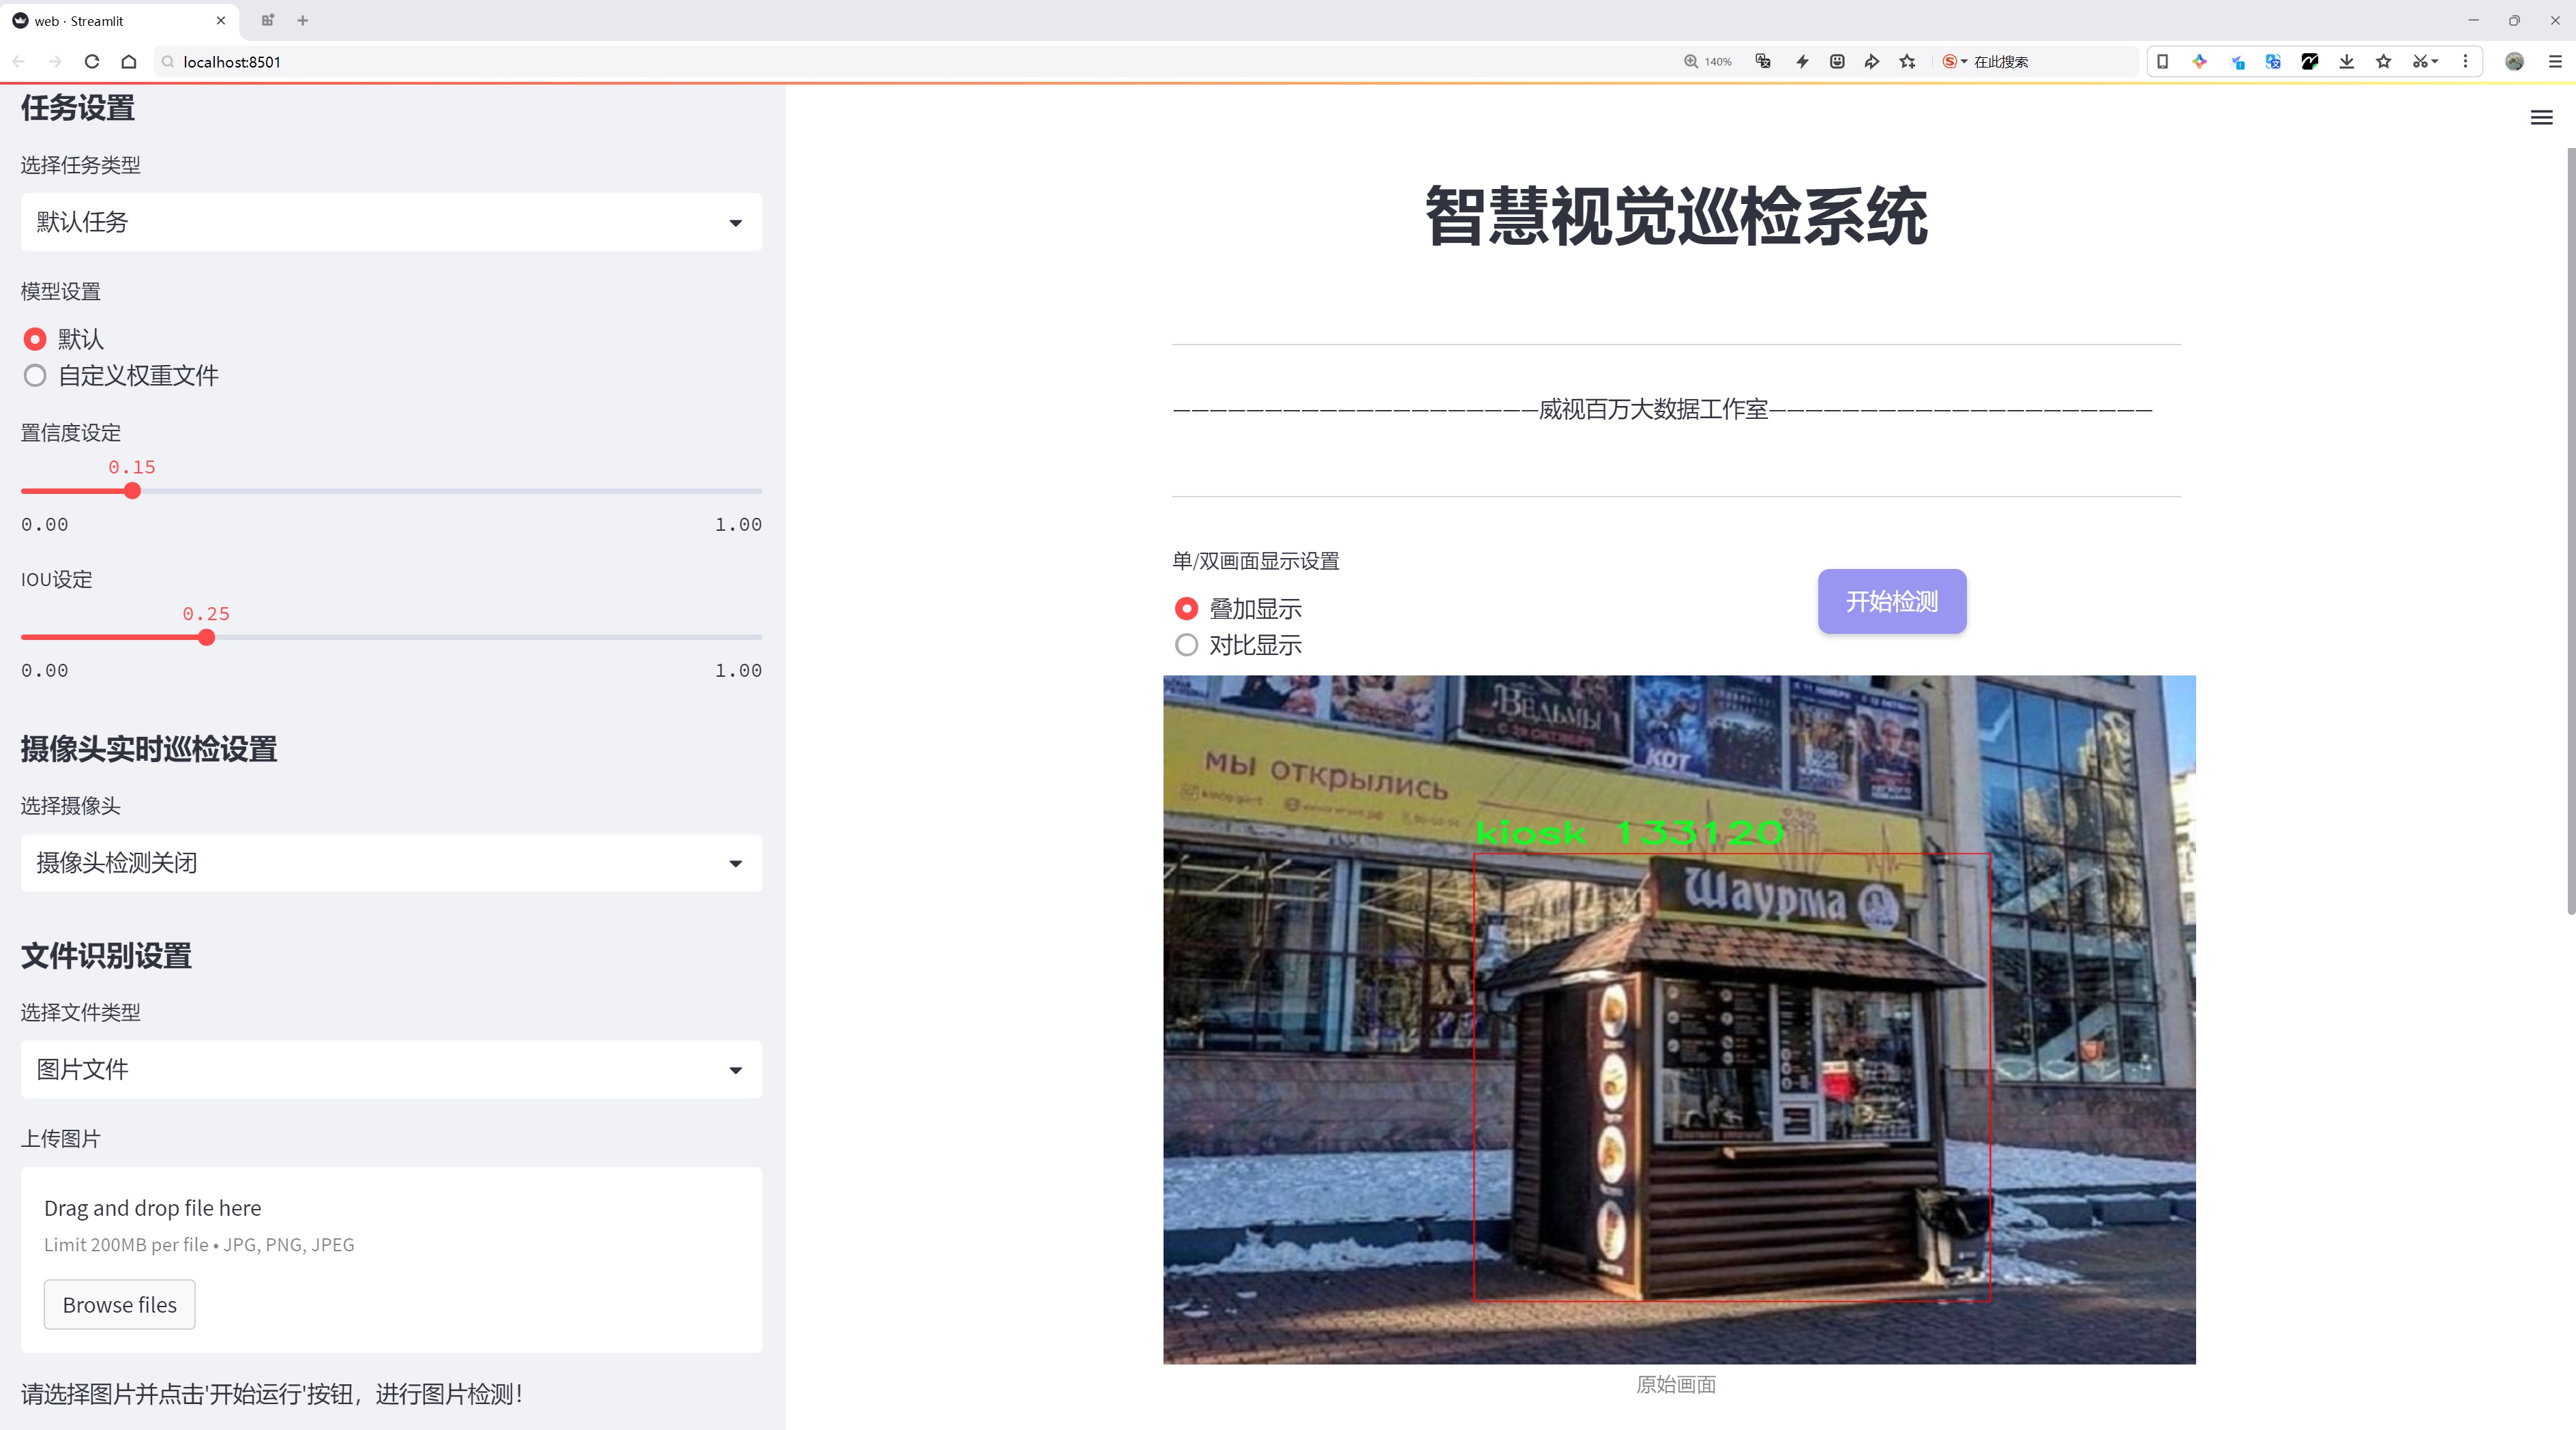 web · Streamlit
localhost:8501
140%
在此搜索
任务设置
选择任务类型
默认任务
模型设置
默认
自定义权重文件
置信度设定
0.15
0.00
1.00
IOU设定
0.25
0.00
1.00
摄像头实时巡检设置
选择摄像头
摄像头检测关闭
文件识别设置
选择文件类型
图片文件
上传图片
Drag and drop file here
Limit 200MB per file • JPG, PNG, JPEG
Browse files
请选择图片并点击'开始运行'按钮，进行图片检测！
智慧视觉巡检系统
—————————————————————威视百万大数据工作室—————————————————————
单/双画面显示设置
叠加显示
对比显示
开始检测
ВЕДЬМЫ
С 29 ОКТЯБРЯ
КОТ
мы открылись
kiosk 133120
Шаурма
原始画面